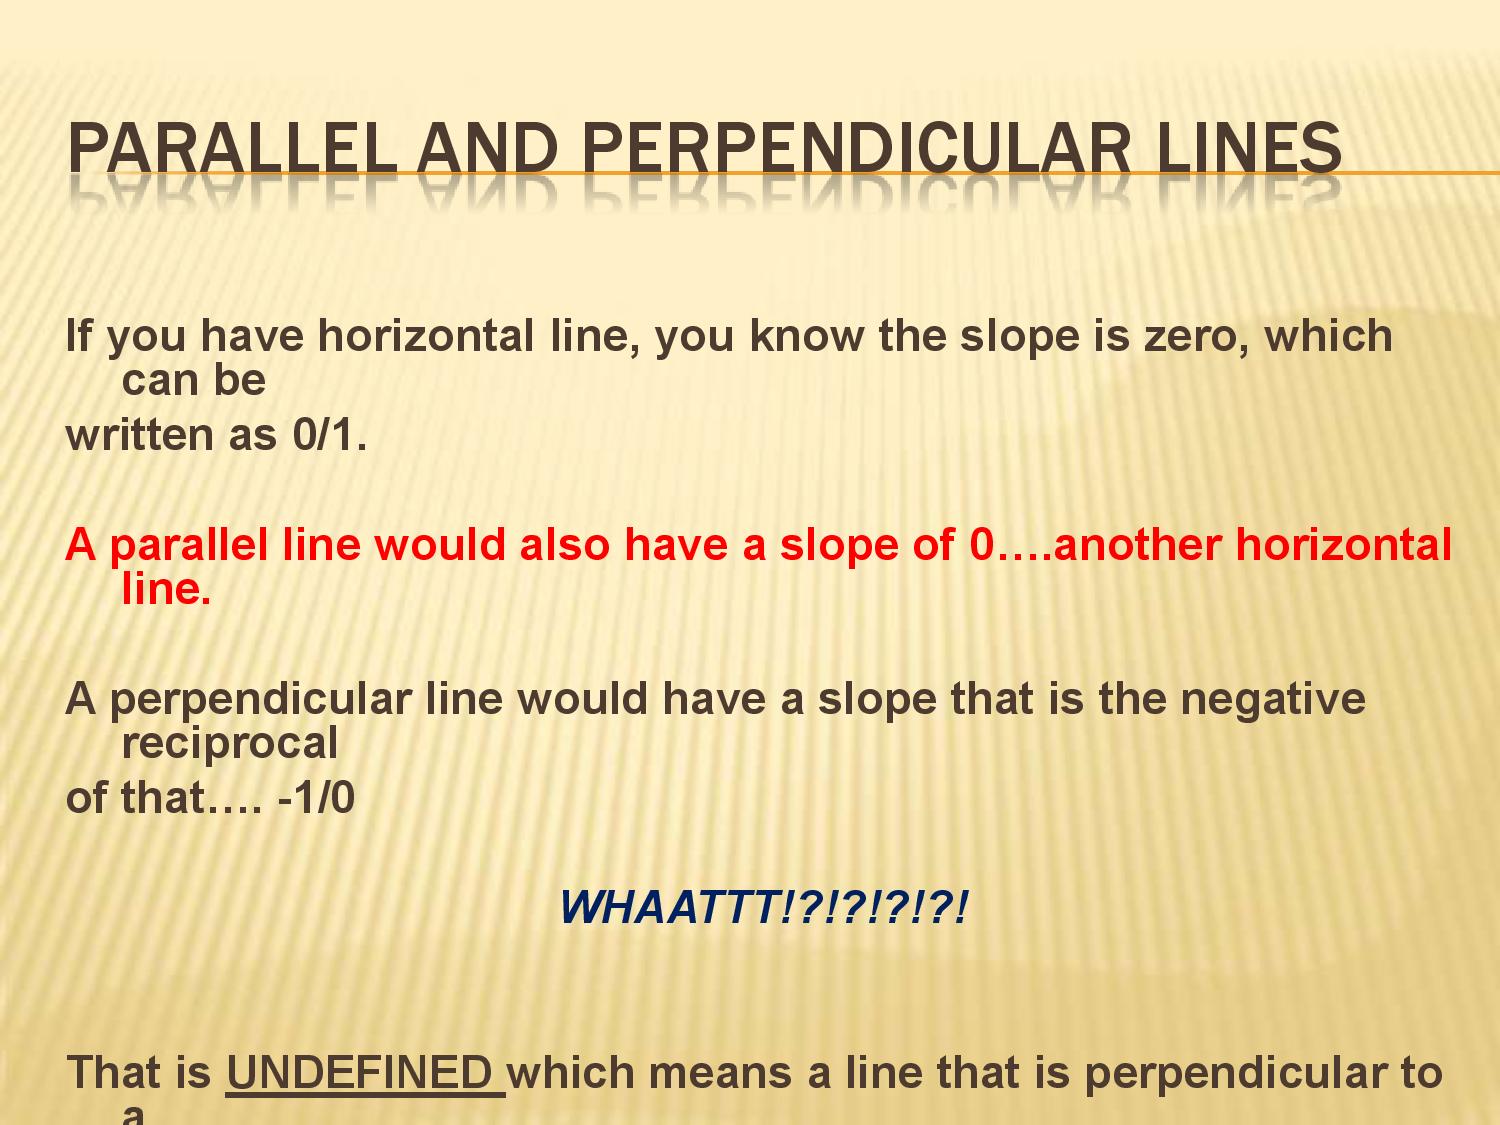 PARALLEL AND PERPENDICULAR LINES
If you have horizontal line, you know the slope is zero, which
can be
written as 0/1.
A parallel line would also have a slope of 0….another horizontal
line.
A perpendicular line would have a slope that is the negative
reciprocal
of that…. -1/0
WHAATTT!?!?!?!?!
That is UNDEFINED which means a line that is perpendicular to
a